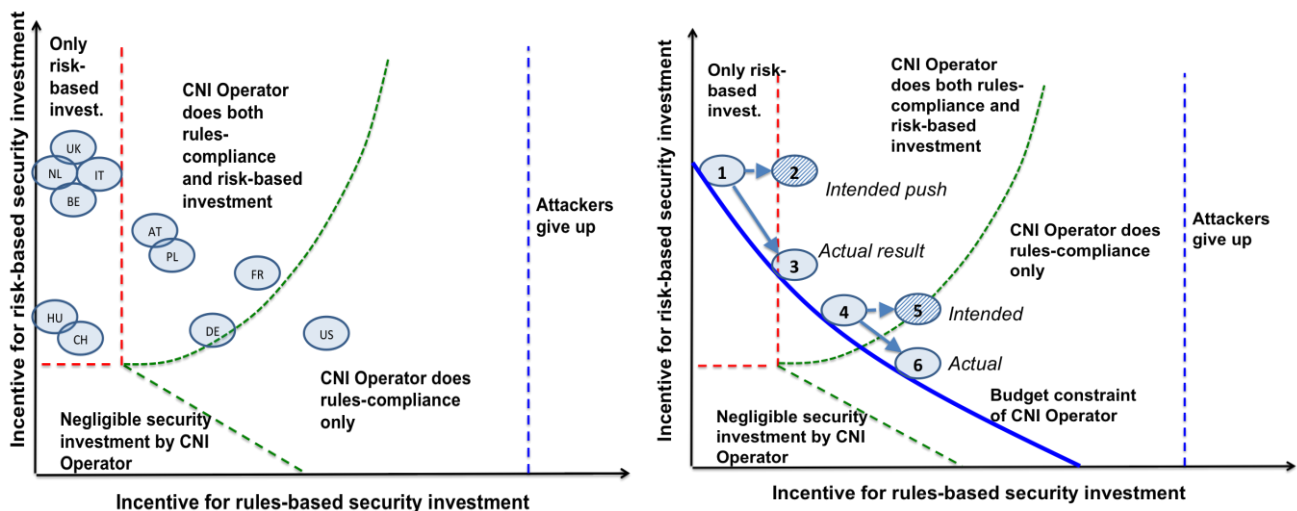 Incentive for risk-based security investment
Only
risk-
based
invest.
CNI Operator
does both
rules-
compliance
and risk-based
investment
Attackers
give up
UK
NL
IT
BE
AT
PL
FR
HU
CH
DE
US
CNI Operator does
rules-compliance
only
Negligible security
investment by CNI
Operator
Incentive for rules-based security investment
Incentive for risk-based security investment
Only risk-
based
invest.
CNI Operator
does both rules-
compliance and
risk-based
investment
1
2
Intended push
Attackers
give up
CNI Operator does
rules-compliance
only
3
Actual result
4
5
Intended
6
Actual
Budget constraint
of CNI Operator
Negligible security
investment by CNI
Operator
Incentive for rules-based security investment